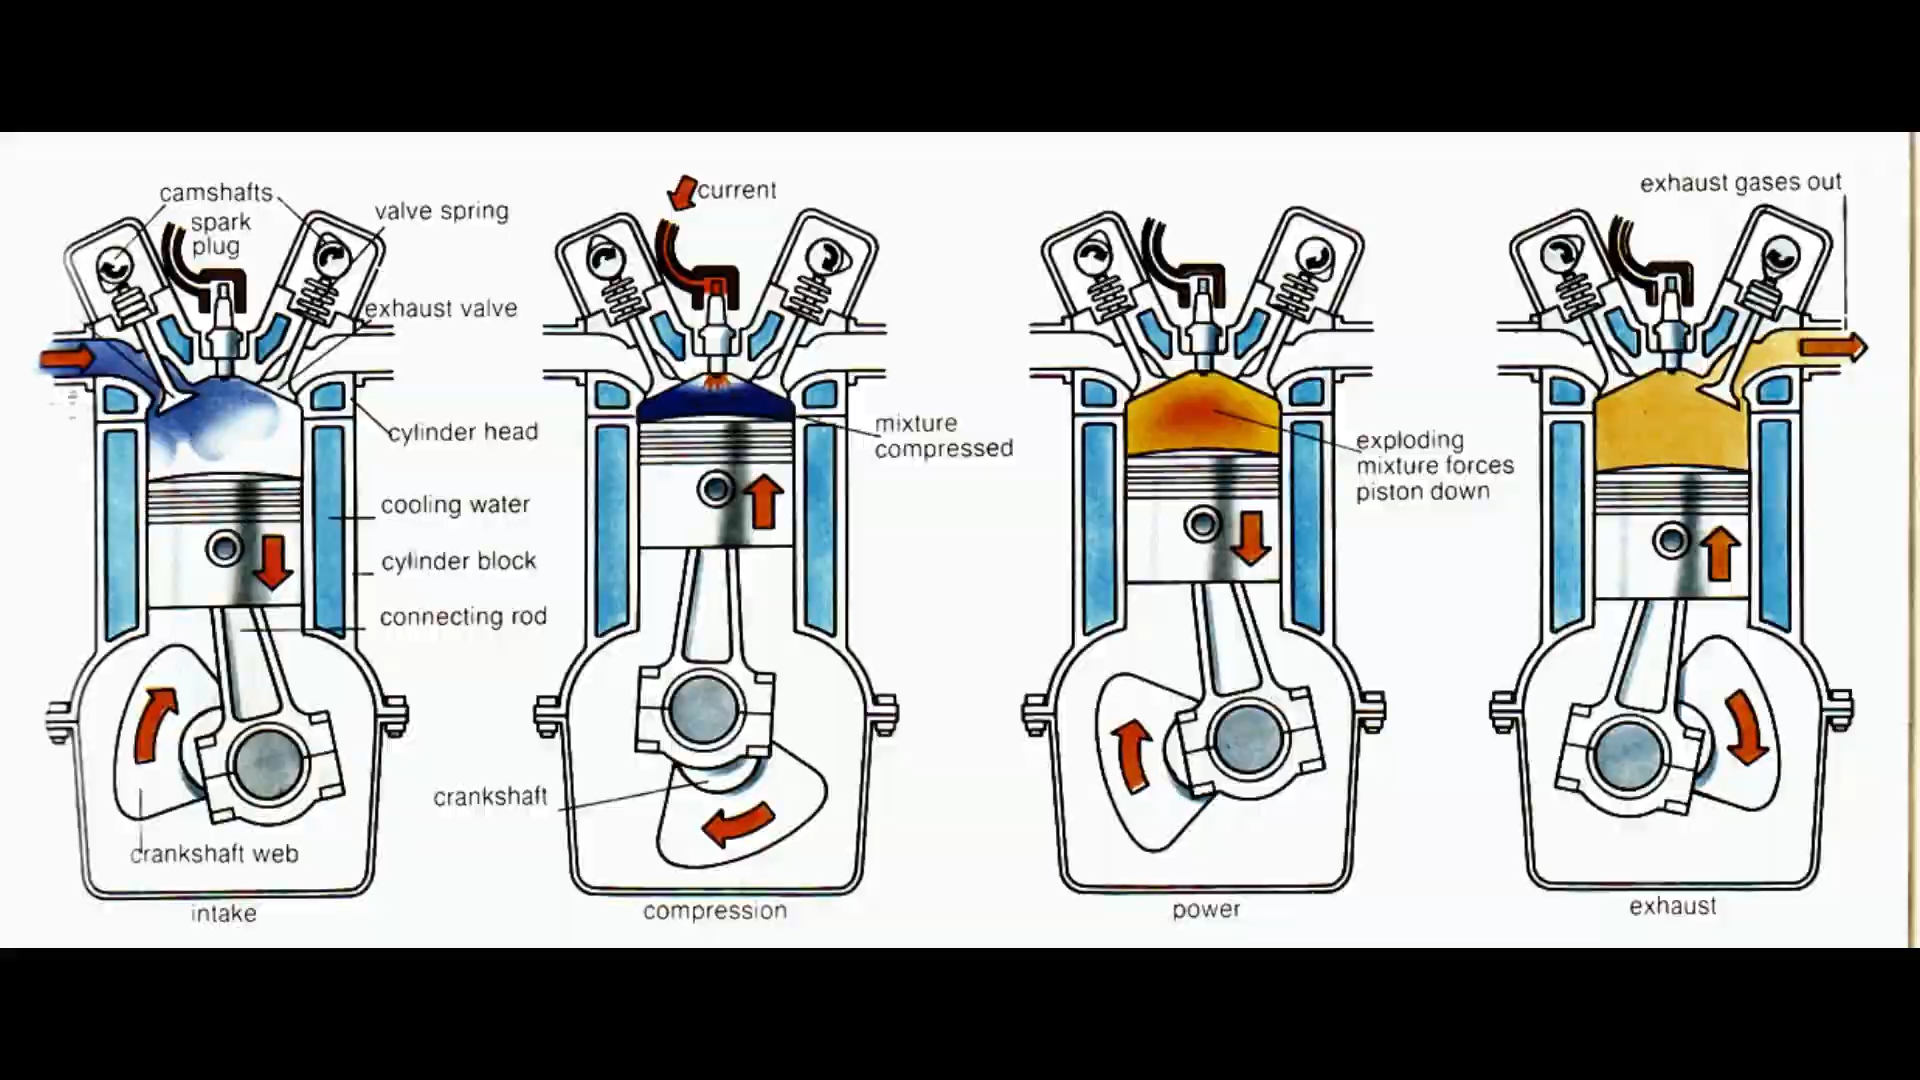 camshafts
spark
plug
valve spring
exhaust valve
cylinder head
cooling water
cylinder block
connecting rod
crankshaft web
intake
current
mixture
compressed
crankshaft
compression
exploding
mixture forces
piston down
power
exhaust gases out
exhaust